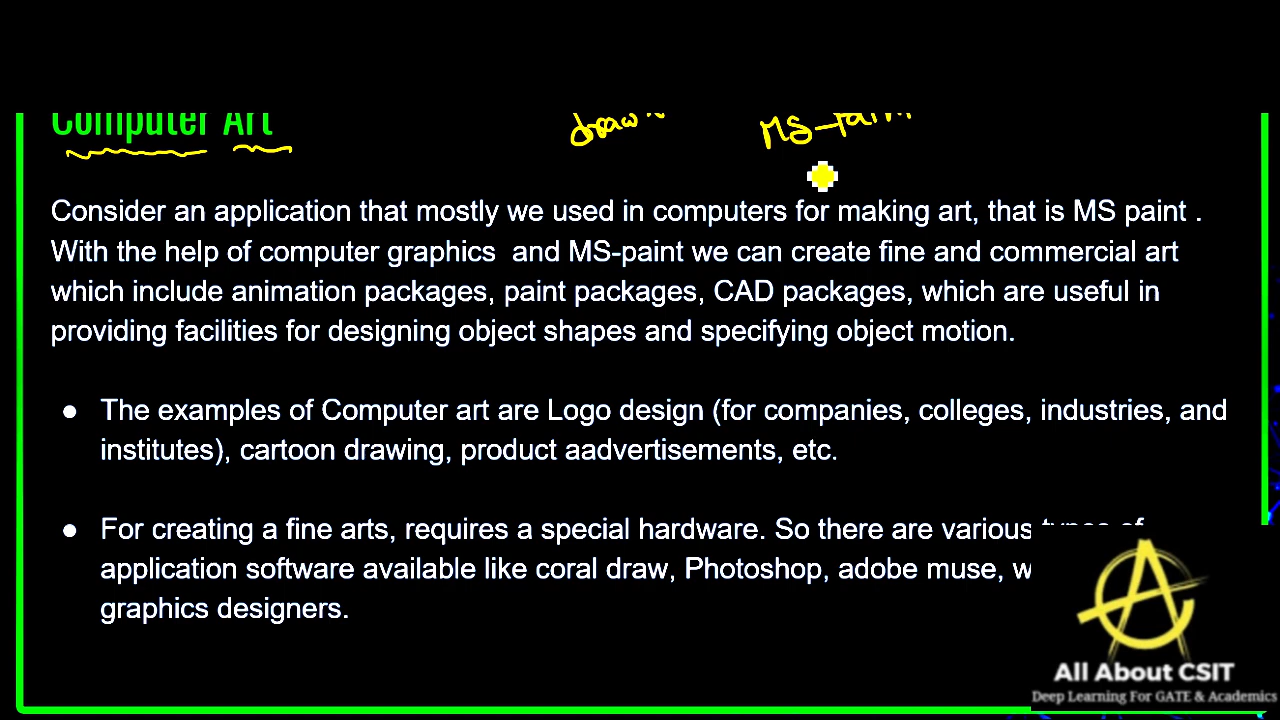 Computer Art
draw
MS-Paint
Consider an application that mostly we used in computers for making art, that is MS paint .
With the help of computer graphics and MS-paint we can create fine and commercial art
which include animation packages, paint packages, CAD packages, which are useful in
providing facilities for designing object shapes and specifying object motion.
● The examples of Computer art are Logo design (for companies, colleges, industries, and
institutes), cartoon drawing, product aadvertisements, etc.
● For creating a fine arts, requires a special hardware. So there are various types of
application software available like coral draw, Photoshop, adobe muse, w
graphics designers.
All About CSIT
Deep Learning For GATE & Academics